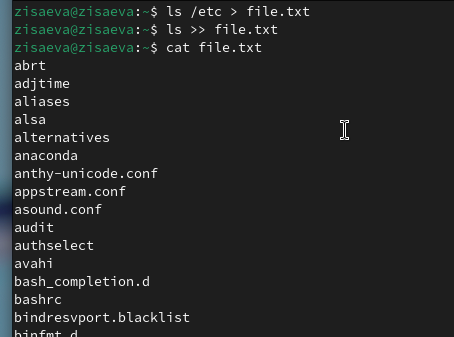 zisaeva@zisaeva:~$ ls /etc > file.txt
zisaeva@zisaeva:~$ ls >> file.txt
zisaeva@zisaeva:~$ cat file.txt
abrt
adjtime
aliases
alsa
alternatives
anaconda
anthy-unicode.conf
appstream.conf
asound.conf
audit
authselect
avahi
bash_completion.d
bashrc
bindresvport.blacklist
binfmt.d